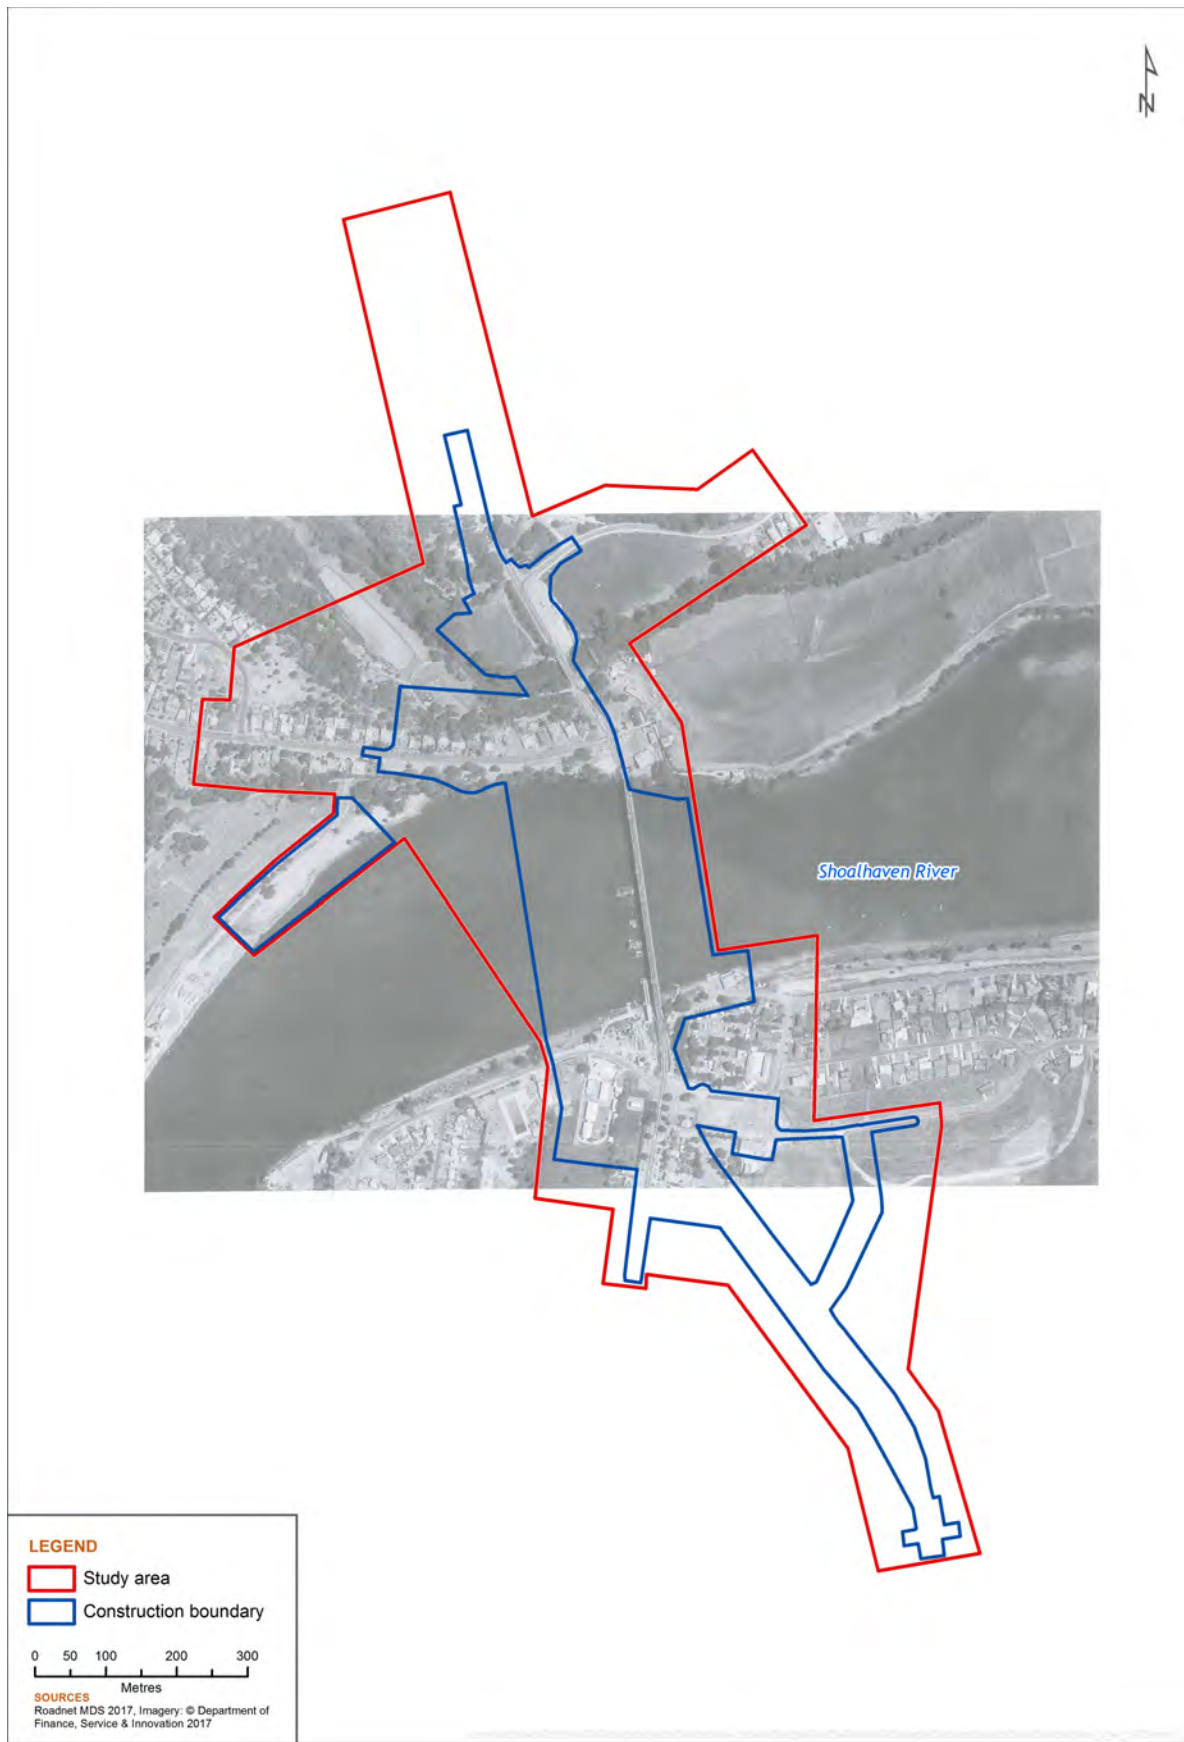 N
Shoalhaven River
LEGEND
Study area
Construction boundary
0 50 100 200 300
Metres
SOURCES
Roadnet MDS 2017, Imagery: © Department of
Finance, Service & Innovation 2017